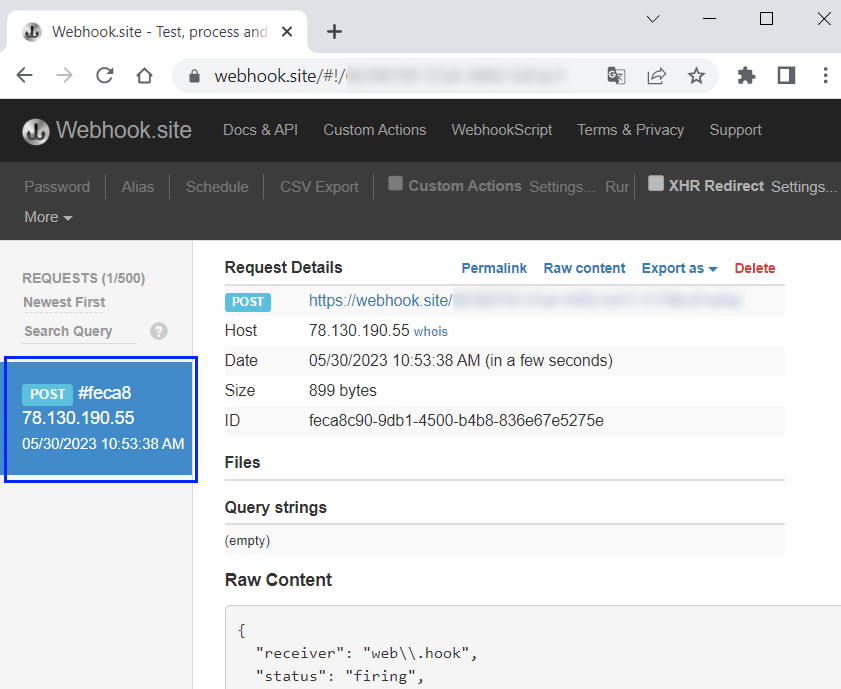 Webhook.site - Test, process and
webhook.site/#!/
Webhook.site Docs & API Custom Actions WebhookScript Terms & Privacy Support
Password Alias Schedule CSV Export Custom Actions Settings... Run XHR Redirect Settings...
More
REQUESTS (1/500)
Newest First
Search Query ?
POST #feca8
78.130.190.55
05/30/2023 10:53:38 AM
Request Details Permalink Raw content Export as Delete
POST https://webhook.site/
Host 78.130.190.55 whois
Date 05/30/2023 10:53:38 AM (in a few seconds)
Size 899 bytes
ID feca8c90-9db1-4500-b4b8-836e67e5275e
Files
Query strings
(empty)
Raw Content
{
"receiver": "web\\.hook",
"status": "firing",